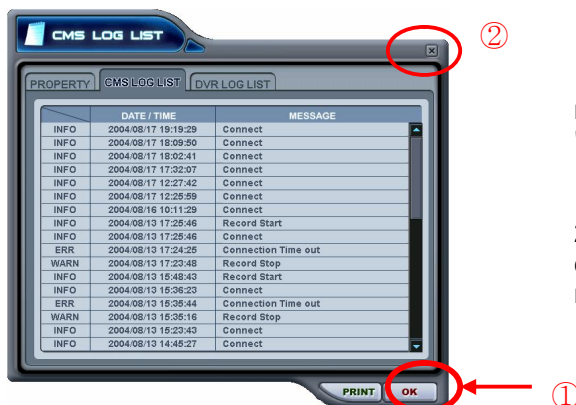 CMS LOG LIST
②
PROPERTY CMS LOG LIST DVR LOG LIST
DATE / TIME MESSAGE
INFO 2004/08/17 19:19:29 Connect
INFO 2004/08/17 18:09:50 Connect
INFO 2004/08/17 18:02:41 Connect
INFO 2004/08/17 17:32:07 Connect
INFO 2004/08/17 12:27:42 Connect
INFO 2004/08/17 12:25:59 Connect
INFO 2004/08/16 10:11:29 Connect
INFO 2004/08/13 17:25:46 Record Start
INFO 2004/08/13 17:25:46 Connect
ERR 2004/08/13 17:24:25 Connection Time out
WARN 2004/08/13 17:23:48 Record Stop
INFO 2004/08/13 15:48:43 Record Start
INFO 2004/08/13 15:36:23 Connect
ERR 2004/08/13 15:35:44 Connection Time out
WARN 2004/08/13 15:35:16 Record Stop
INFO 2004/08/13 15:23:43 Connect
INFO 2004/08/13 14:45:27 Connect
PRINT OK
①